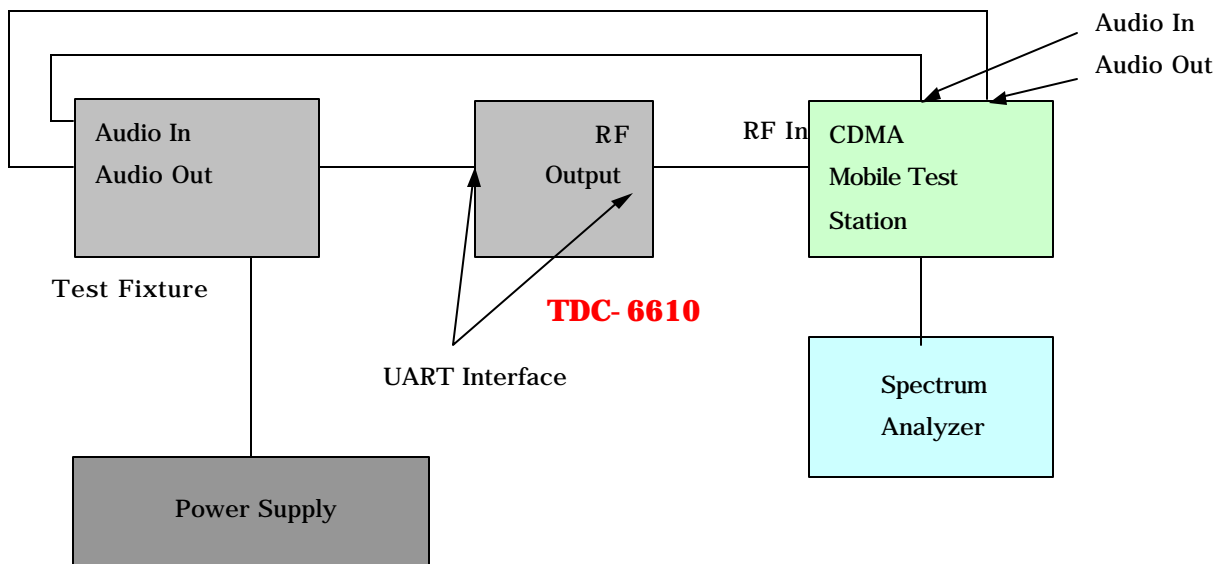 Audio In
Audio Out
Audio In
Audio Out
RF
Output
RF In
CDMA
Mobile Test
Station
Test Fixture
TDC- 6610
UART Interface
Spectrum
Analyzer
Power Supply